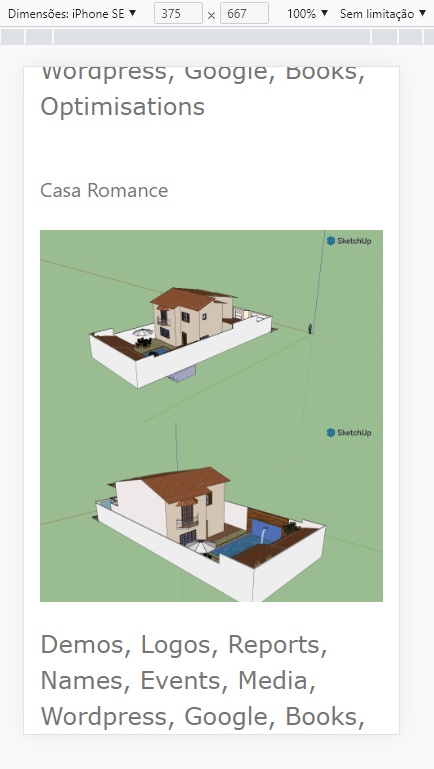 Dimensões: iPhone SE ▼ 375 × 667 100% ▼ Sem limitação ▼
Wordpress, Google, Books,
Optimisations
Casa Romance
SketchUp
SketchUp
Demos, Logos, Reports,
Names, Events, Media,
Wordpress, Google, Books,